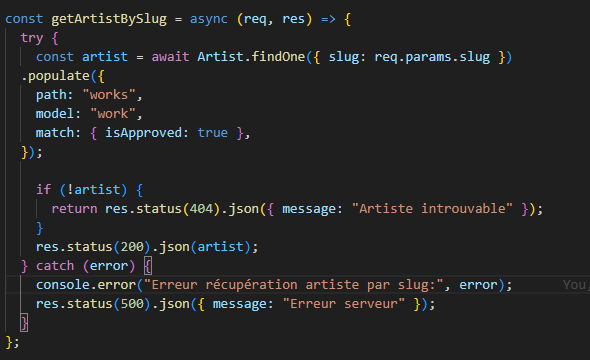 const getArtistBySlug = async (req, res) => {
  try {
    const artist = await Artist.findOne({ slug: req.params.slug })
  .populate({
    path: "works",
    model: "work",
    match: { isApproved: true },
  });

    if (!artist) {
      return res.status(404).json({ message: "Artiste introuvable" });
    }
    res.status(200).json(artist);
  } catch (error) {
    console.error("Erreur récupération artiste par slug:", error); You,
    res.status(500).json({ message: "Erreur serveur" });
  }
};